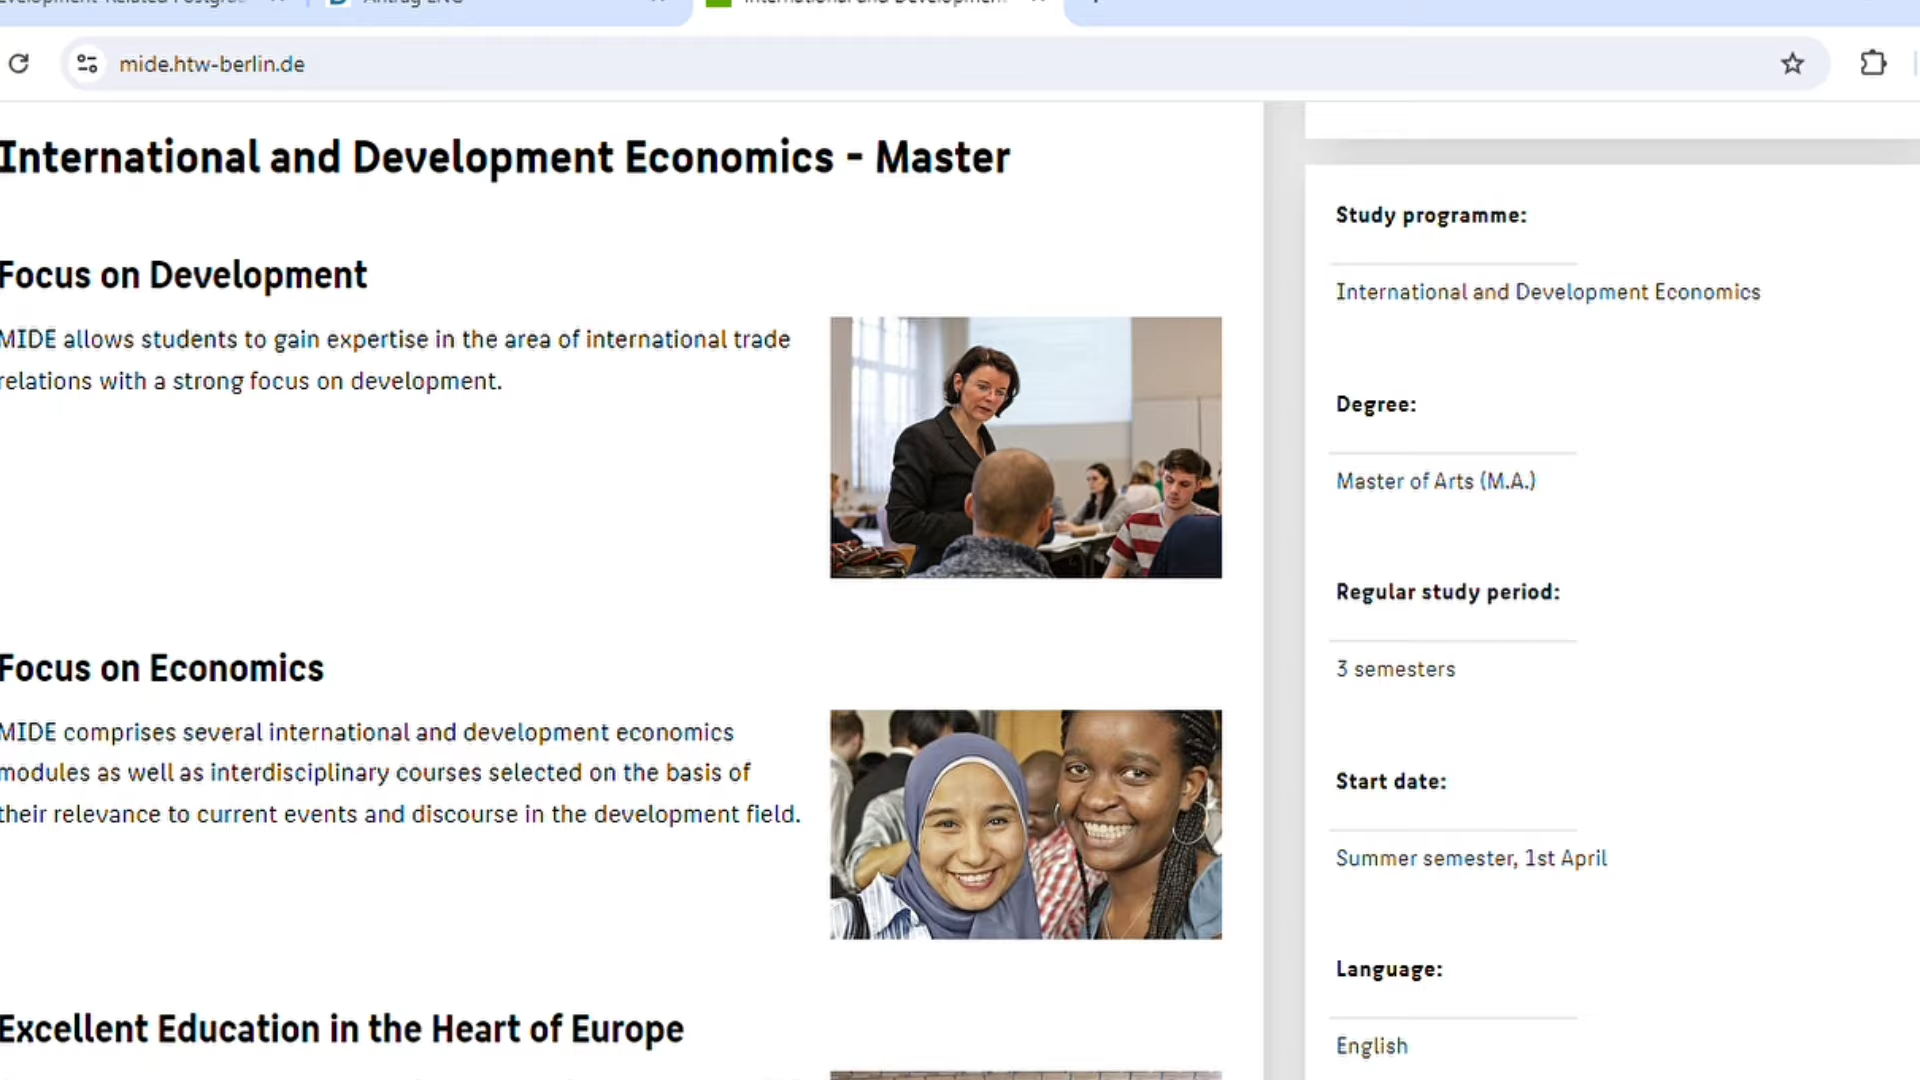 mide.htw-berlin.de
International and Development Economics - Master
Focus on Development
MIDE allows students to gain expertise in the area of international trade
relations with a strong focus on development.
Focus on Economics
MIDE comprises several international and development economics
modules as well as interdisciplinary courses selected on the basis of
their relevance to current events and discourse in the development field.
Excellent Education in the Heart of Europe
Study programme:
International and Development Economics
Degree:
Master of Arts (M.A.)
Regular study period:
3 semesters
Start date:
Summer semester, 1st April
Language:
English